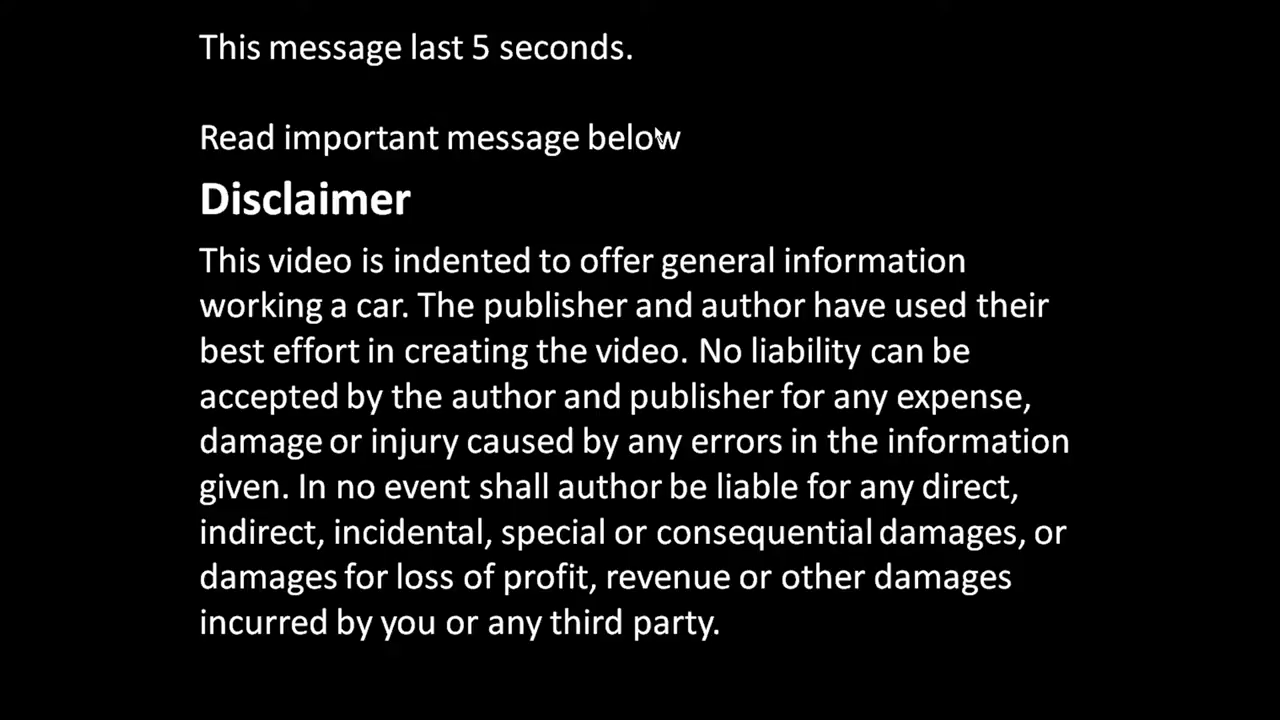 This message last 5 seconds.
Read important message below
Disclaimer
This video is indented to offer general information
working a car. The publisher and author have used their
best effort in creating the video. No liability can be
accepted by the author and publisher for any expense,
damage or injury caused by any errors in the information
given. In no event shall author be liable for any direct,
indirect, incidental, special or consequential damages, or
damages for loss of profit, revenue or other damages
incurred by you or any third party.